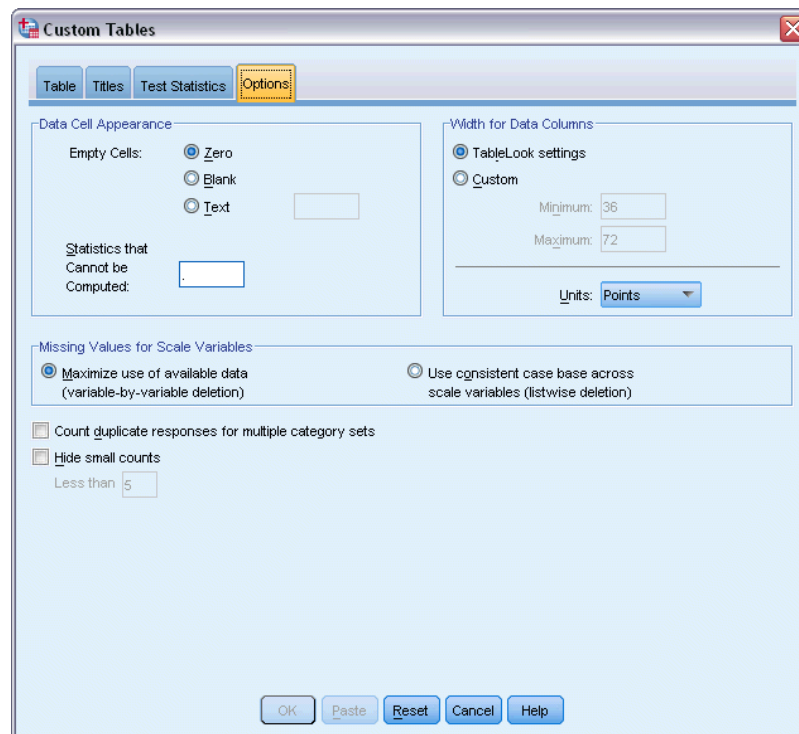 Custom Tables
Table Titles Test Statistics Options
Data Cell Appearance
Empty Cells:
Zero
Blank
Text
Statistics that
Cannot be
Computed:
.
Width for Data Columns
TableLook settings
Custom
Minimum: 36
Maximum: 72
Units: Points
Missing Values for Scale Variables
Maximize use of available data
(variable-by-variable deletion)
Use consistent case base across
scale variables (listwise deletion)
Count duplicate responses for multiple category sets
Hide small counts
Less than 5
OK Paste Reset Cancel Help